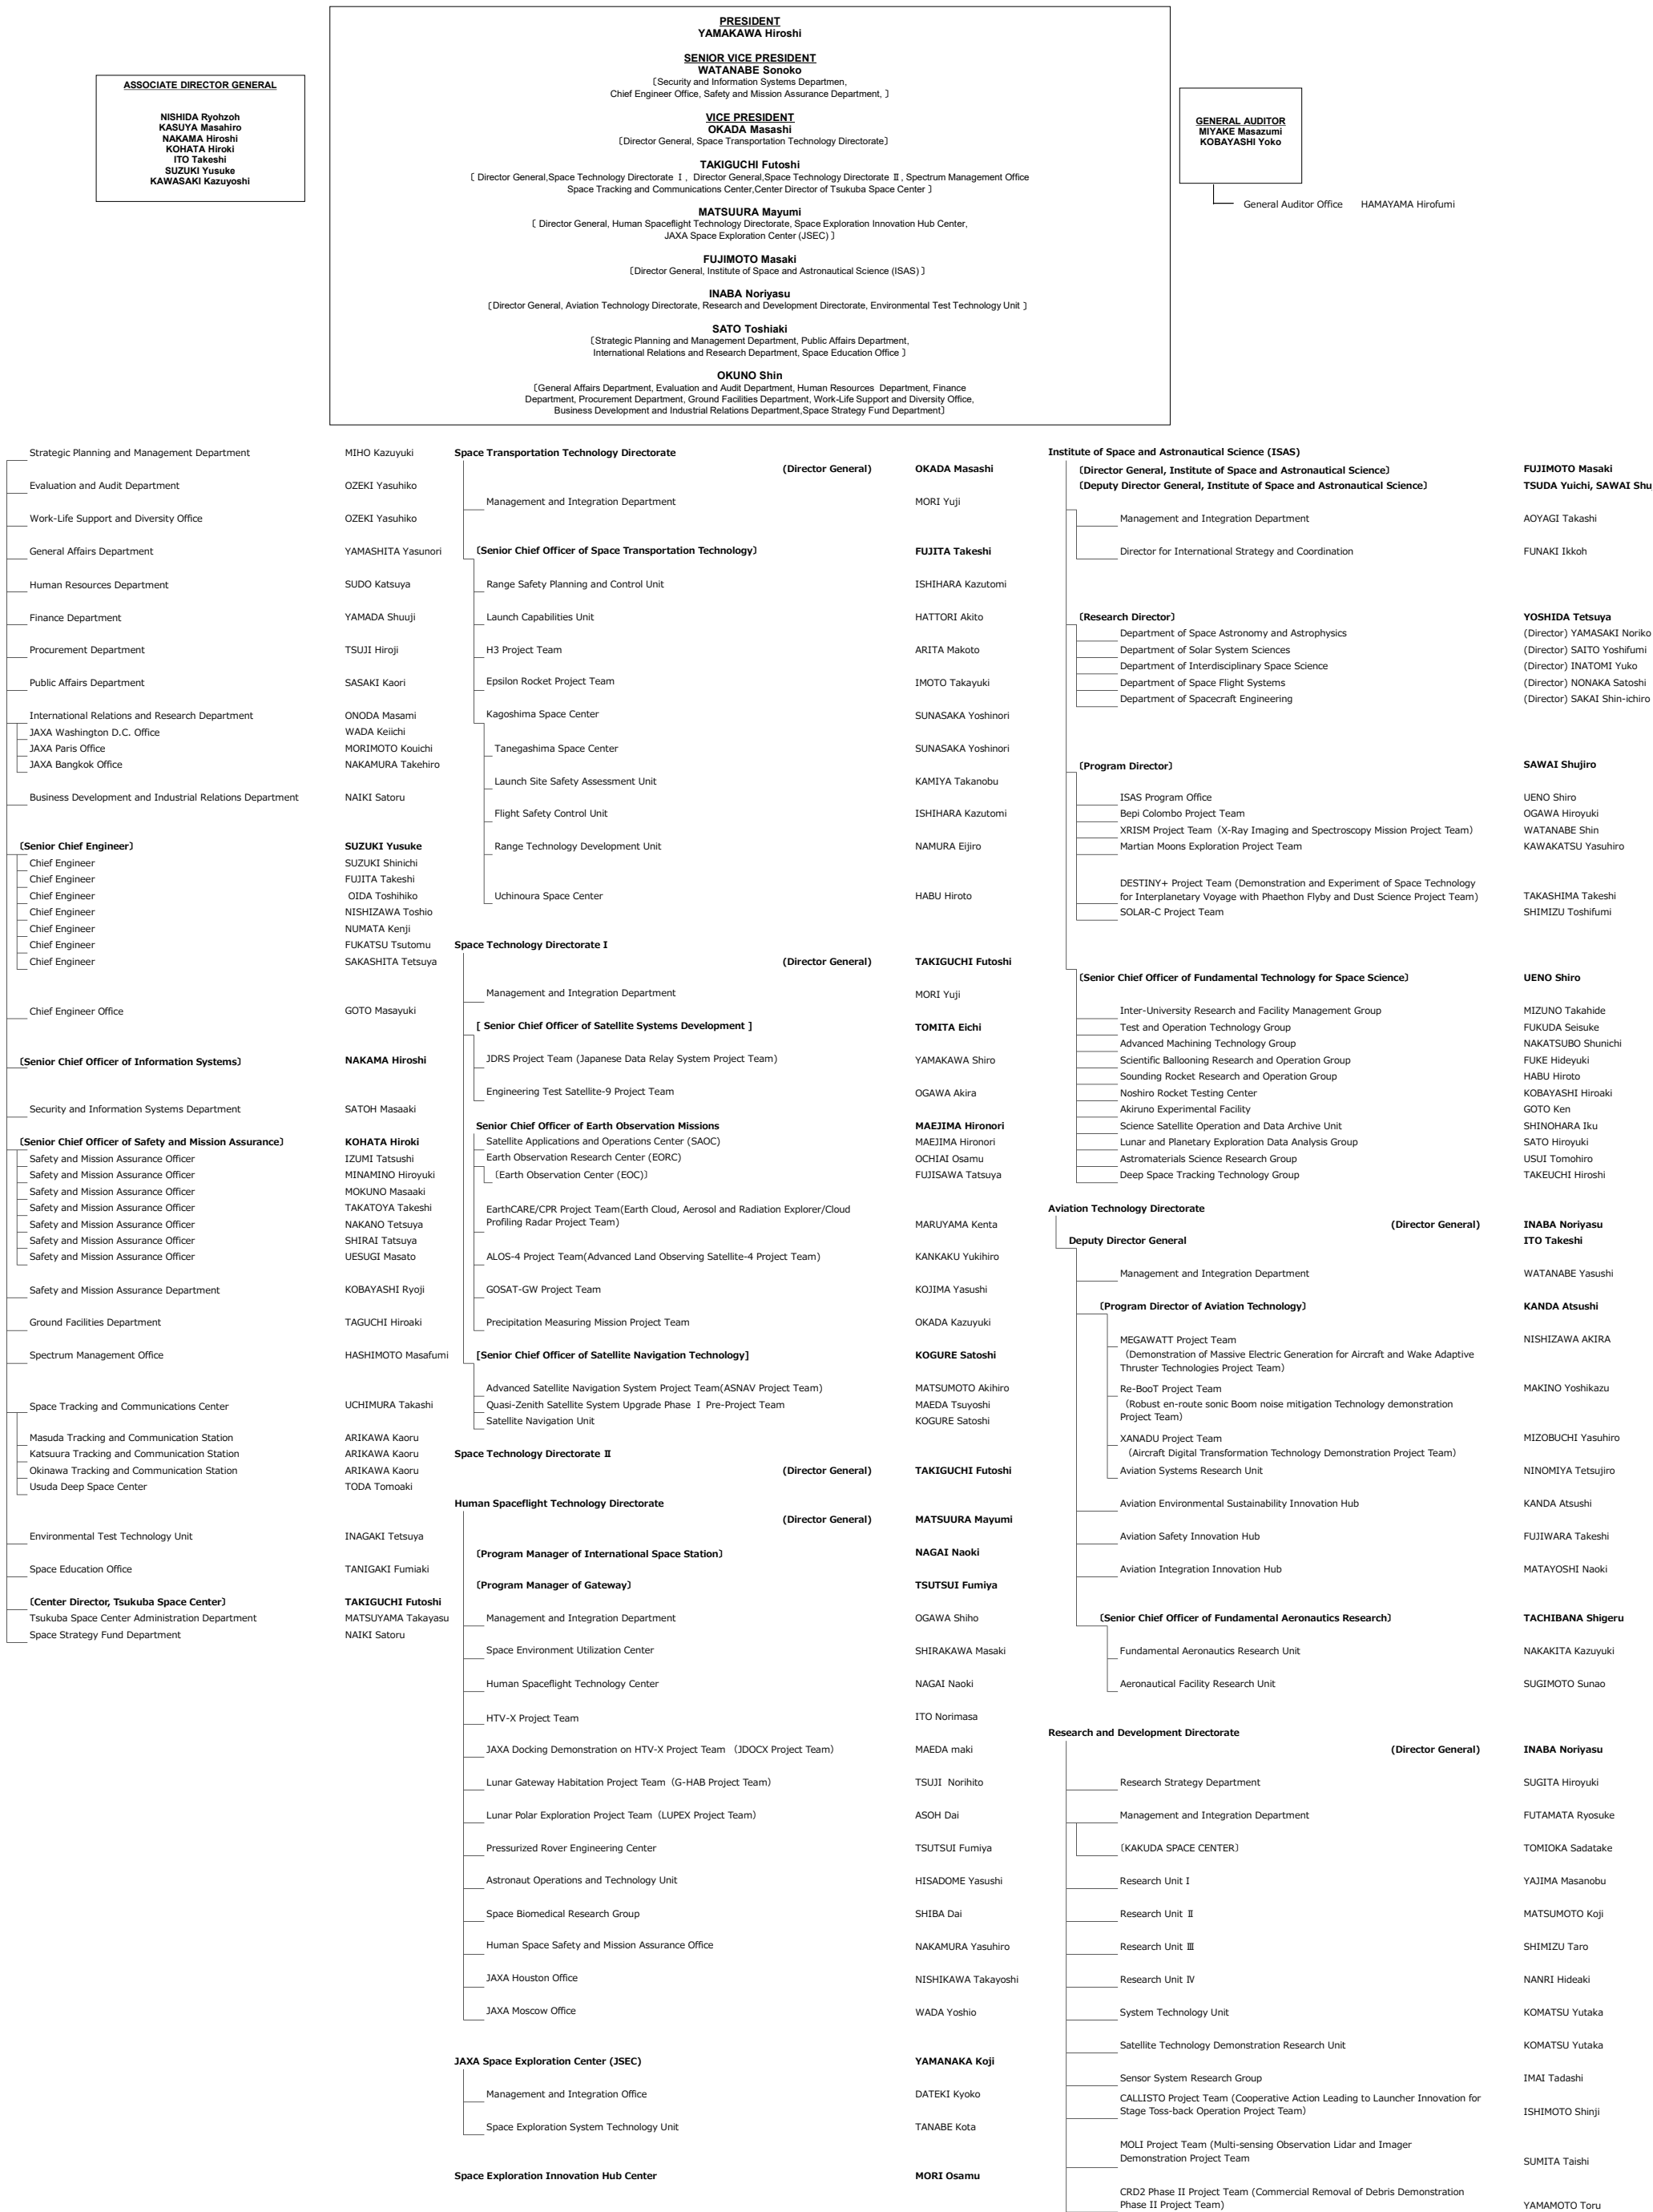 PRESIDENT
YAMAKAWA Hiroshi
SENIOR VICE PRESIDENT
WATANABE Sonoko
〔Security and Information Systems Departmen,
Chief Engineer Office, Safety and Mission Assurance Department, 〕
VICE PRESIDENT
OKADA Masashi
〔Director General, Space Transportation Technology Directorate〕
TAKIGUCHI Futoshi
〔 Director General,Space Technology Directorate Ⅰ, Director General,Space Technology Directorate Ⅱ, Spectrum Management Office
Space Tracking and Communications Center,Center Director of Tsukuba Space Center 〕
MATSUURA Mayumi
〔 Director General, Human Spaceflight Technology Directorate, Space Exploration Innovation Hub Center,
JAXA Space Exploration Center (JSEC) 〕
FUJIMOTO Masaki
〔Director General, Institute of Space and Astronautical Science (ISAS) 〕
INABA Noriyasu
〔Director General, Aviation Technology Directorate, Research and Development Directorate, Environmental Test Technology Unit 〕
SATO Toshiaki
〔Strategic Planning and Management Department, Public Affairs Department,
International Relations and Research Department, Space Education Office 〕
OKUNO Shin
〔General Affairs Department, Evaluation and Audit Department, Human Resources Department, Finance
Department, Procurement Department, Ground Facilities Department, Work-Life Support and Diversity Office,
Business Development and Industrial Relations Department,Space Strategy Fund Department〕
ASSOCIATE DIRECTOR GENERAL
NISHIDA Ryohzoh
KASUYA Masahiro
NAKAMA Hiroshi
KOHATA Hiroki
ITO Takeshi
SUZUKI Yusuke
KAWASAKI Kazuyoshi
GENERAL AUDITOR
MIYAKE Masazumi
KOBAYASHI Yoko
General Auditor Office HAMAYAMA Hirofumi
Strategic Planning and Management Department MIHO Kazuyuki
Evaluation and Audit Department OZEKI Yasuhiko
Work-Life Support and Diversity Office OZEKI Yasuhiko
General Affairs Department YAMASHITA Yasunori
Human Resources Department SUDO Katsuya
Finance Department YAMADA Shuuji
Procurement Department TSUJI Hiroji
Public Affairs Department SASAKI Kaori
International Relations and Research Department ONODA Masami
JAXA Washington D.C. Office WADA Keiichi
JAXA Paris Office MORIMOTO Kouichi
JAXA Bangkok Office NAKAMURA Takehiro
Business Development and Industrial Relations Department NAIKI Satoru
〔Senior Chief Engineer〕 SUZUKI Yusuke
Chief Engineer SUZUKI Shinichi
Chief Engineer FUJITA Takeshi
Chief Engineer OIDA Toshihiko
Chief Engineer NISHIZAWA Toshio
Chief Engineer NUMATA Kenji
Chief Engineer FUKATSU Tsutomu
Chief Engineer SAKASHITA Tetsuya
Chief Engineer Office GOTO Masayuki
〔Senior Chief Officer of Information Systems〕 NAKAMA Hiroshi
Security and Information Systems Department SATOH Masaaki
〔Senior Chief Officer of Safety and Mission Assurance〕 KOHATA Hiroki
Safety and Mission Assurance Officer IZUMI Tatsushi
Safety and Mission Assurance Officer MINAMINO Hiroyuki
Safety and Mission Assurance Officer MOKUNO Masaaki
Safety and Mission Assurance Officer TAKATOYA Takeshi
Safety and Mission Assurance Officer NAKANO Tetsuya
Safety and Mission Assurance Officer SHIRAI Tatsuya
Safety and Mission Assurance Officer UESUGI Masato
Safety and Mission Assurance Department KOBAYASHI Ryoji
Ground Facilities Department TAGUCHI Hiroaki
Spectrum Management Office HASHIMOTO Masafumi
Space Tracking and Communications Center UCHIMURA Takashi
Masuda Tracking and Communication Station ARIKAWA Kaoru
Katsuura Tracking and Communication Station ARIKAWA Kaoru
Okinawa Tracking and Communication Station ARIKAWA Kaoru
Usuda Deep Space Center TODA Tomoaki
Environmental Test Technology Unit INAGAKI Tetsuya
Space Education Office TANIGAKI Fumiaki
〔Center Director, Tsukuba Space Center〕 TAKIGUCHI Futoshi
Tsukuba Space Center Administration Department MATSUYAMA Takayasu
Space Strategy Fund Department NAIKI Satoru
Space Transportation Technology Directorate
(Director General) OKADA Masashi
Management and Integration Department MORI Yuji
〔Senior Chief Officer of Space Transportation Technology〕 FUJITA Takeshi
Range Safety Planning and Control Unit ISHIHARA Kazutomi
Launch Capabilities Unit HATTORI Akito
H3 Project Team ARITA Makoto
Epsilon Rocket Project Team IMOTO Takayuki
Kagoshima Space Center SUNASAKA Yoshinori
Tanegashima Space Center SUNASAKA Yoshinori
Launch Site Safety Assessment Unit KAMIYA Takanobu
Flight Safety Control Unit ISHIHARA Kazutomi
Range Technology Development Unit NAMURA Eijiro
Uchinoura Space Center HABU Hiroto
Space Technology Directorate I
(Director General) TAKIGUCHI Futoshi
Management and Integration Department MORI Yuji
[ Senior Chief Officer of Satellite Systems Development ] TOMITA Eichi
JDRS Project Team (Japanese Data Relay System Project Team) YAMAKAWA Shiro
Engineering Test Satellite-9 Project Team OGAWA Akira
Senior Chief Officer of Earth Observation Missions MAEJIMA Hironori
Satellite Applications and Operations Center (SAOC) MAEJIMA Hironori
Earth Observation Research Center (EORC) OCHIAI Osamu
〔Earth Observation Center (EOC)〕 FUJISAWA Tatsuya
EarthCARE/CPR Project Team(Earth Cloud, Aerosol and Radiation Explorer/Cloud
Profiling Radar Project Team) MARUYAMA Kenta
ALOS-4 Project Team(Advanced Land Observing Satellite-4 Project Team) KANKAKU Yukihiro
GOSAT-GW Project Team KOJIMA Yasushi
Precipitation Measuring Mission Project Team OKADA Kazuyuki
[Senior Chief Officer of Satellite Navigation Technology] KOGURE Satoshi
Advanced Satellite Navigation System Project Team(ASNAV Project Team) MATSUMOTO Akihiro
Quasi-Zenith Satellite System Upgrade Phase Ⅰ Pre-Project Team MAEDA Tsuyoshi
Satellite Navigation Unit KOGURE Satoshi
Space Technology Directorate Ⅱ
(Director General) TAKIGUCHI Futoshi
Human Spaceflight Technology Directorate
(Director General) MATSUURA Mayumi
〔Program Manager of International Space Station〕 NAGAI Naoki
〔Program Manager of Gateway〕 TSUTSUI Fumiya
Management and Integration Department OGAWA Shiho
Space Environment Utilization Center SHIRAKAWA Masaki
Human Spaceflight Technology Center NAGAI Naoki
HTV-X Project Team ITO Norimasa
JAXA Docking Demonstration on HTV-X Project Team （JDOCX Project Team） MAEDA maki
Lunar Gateway Habitation Project Team（G-HAB Project Team） TSUJI Norihito
Lunar Polar Exploration Project Team（LUPEX Project Team） ASOH Dai
Pressurized Rover Engineering Center TSUTSUI Fumiya
Astronaut Operations and Technology Unit HISADOME Yasushi
Space Biomedical Research Group SHIBA Dai
Human Space Safety and Mission Assurance Office NAKAMURA Yasuhiro
JAXA Houston Office NISHIKAWA Takayoshi
JAXA Moscow Office WADA Yoshio
JAXA Space Exploration Center (JSEC) YAMANAKA Koji
Management and Integration Office DATEKI Kyoko
Space Exploration System Technology Unit TANABE Kota
Space Exploration Innovation Hub Center MORI Osamu
Institute of Space and Astronautical Science (ISAS)
〔Director General, Institute of Space and Astronautical Science〕 FUJIMOTO Masaki
〔Deputy Director General, Institute of Space and Astronautical Science〕 TSUDA Yuichi, SAWAI Shu
Management and Integration Department AOYAGI Takashi
Director for International Strategy and Coordination FUNAKI Ikkoh
〔Research Director〕 YOSHIDA Tetsuya
Department of Space Astronomy and Astrophysics (Director) YAMASAKI Noriko
Department of Solar System Sciences (Director) SAITO Yoshifumi
Department of Interdisciplinary Space Science (Director) INATOMI Yuko
Department of Space Flight Systems (Director) NONAKA Satoshi
Department of Spacecraft Engineering (Director) SAKAI Shin-ichiro
〔Program Director〕 SAWAI Shujiro
ISAS Program Office UENO Shiro
Bepi Colombo Project Team OGAWA Hiroyuki
XRISM Project Team（X-Ray Imaging and Spectroscopy Mission Project Team） WATANABE Shin
Martian Moons Exploration Project Team KAWAKATSU Yasuhiro
DESTINY+ Project Team (Demonstration and Experiment of Space Technology
for Interplanetary Voyage with Phaethon Flyby and Dust Science Project Team) TAKASHIMA Takeshi
SOLAR-C Project Team SHIMIZU Toshifumi
〔Senior Chief Officer of Fundamental Technology for Space Science〕 UENO Shiro
Inter-University Research and Facility Management Group MIZUNO Takahide
Test and Operation Technology Group FUKUDA Seisuke
Advanced Machining Technology Group NAKATSUBO Shunichi
Scientific Ballooning Research and Operation Group FUKE Hideyuki
Sounding Rocket Research and Operation Group HABU Hiroto
Noshiro Rocket Testing Center KOBAYASHI Hiroaki
Akiruno Experimental Facility GOTO Ken
Science Satellite Operation and Data Archive Unit SHINOHARA Iku
Lunar and Planetary Exploration Data Analysis Group SATO Hiroyuki
Astromaterials Science Research Group USUI Tomohiro
Deep Space Tracking Technology Group TAKEUCHI Hiroshi
Aviation Technology Directorate
(Director General) INABA Noriyasu
Deputy Director General ITO Takeshi
Management and Integration Department WATANABE Yasushi
〔Program Director of Aviation Technology〕 KANDA Atsushi
MEGAWATT Project Team NISHIZAWA AKIRA
（Demonstration of Massive Electric Generation for Aircraft and Wake Adaptive
Thruster Technologies Project Team）
Re-BooT Project Team MAKINO Yoshikazu
（Robust en-route sonic Boom noise mitigation Technology demonstration
Project Team）
XANADU Project Team MIZOBUCHI Yasuhiro
（Aircraft Digital Transformation Technology Demonstration Project Team）
Aviation Systems Research Unit NINOMIYA Tetsujiro
Aviation Environmental Sustainability Innovation Hub KANDA Atsushi
Aviation Safety Innovation Hub FUJIWARA Takeshi
Aviation Integration Innovation Hub MATAYOSHI Naoki
〔Senior Chief Officer of Fundamental Aeronautics Research〕 TACHIBANA Shigeru
Fundamental Aeronautics Research Unit NAKAKITA Kazuyuki
Aeronautical Facility Research Unit SUGIMOTO Sunao
Research and Development Directorate
(Director General) INABA Noriyasu
Research Strategy Department SUGITA Hiroyuki
Management and Integration Department FUTAMATA Ryosuke
〔KAKUDA SPACE CENTER〕 TOMIOKA Sadatake
Research Unit I YAJIMA Masanobu
Research Unit Ⅱ MATSUMOTO Koji
Research Unit Ⅲ SHIMIZU Taro
Research Unit Ⅳ NANRI Hideaki
System Technology Unit KOMATSU Yutaka
Satellite Technology Demonstration Research Unit KOMATSU Yutaka
Sensor System Research Group IMAI Tadashi
CALLISTO Project Team (Cooperative Action Leading to Launcher Innovation for
Stage Toss-back Operation Project Team) ISHIMOTO Shinji
MOLI Project Team (Multi-sensing Observation Lidar and Imager
Demonstration Project Team SUMITA Taishi
CRD2 Phase II Project Team (Commercial Removal of Debris Demonstration
Phase II Project Team) YAMAMOTO Toru